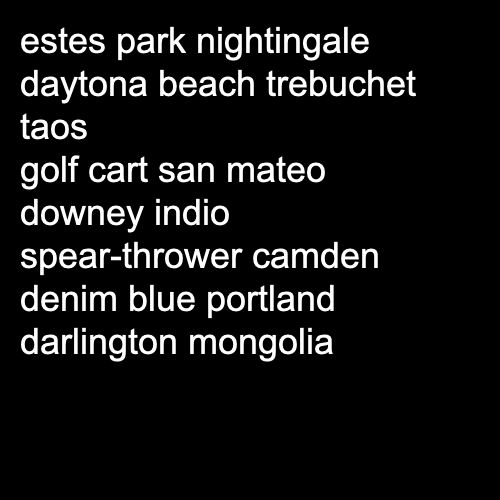 estes park nightingale
daytona beach trebuchet
taos
golf cart san mateo
downey indio
spear-thrower camden
denim blue portland
darlington mongolia